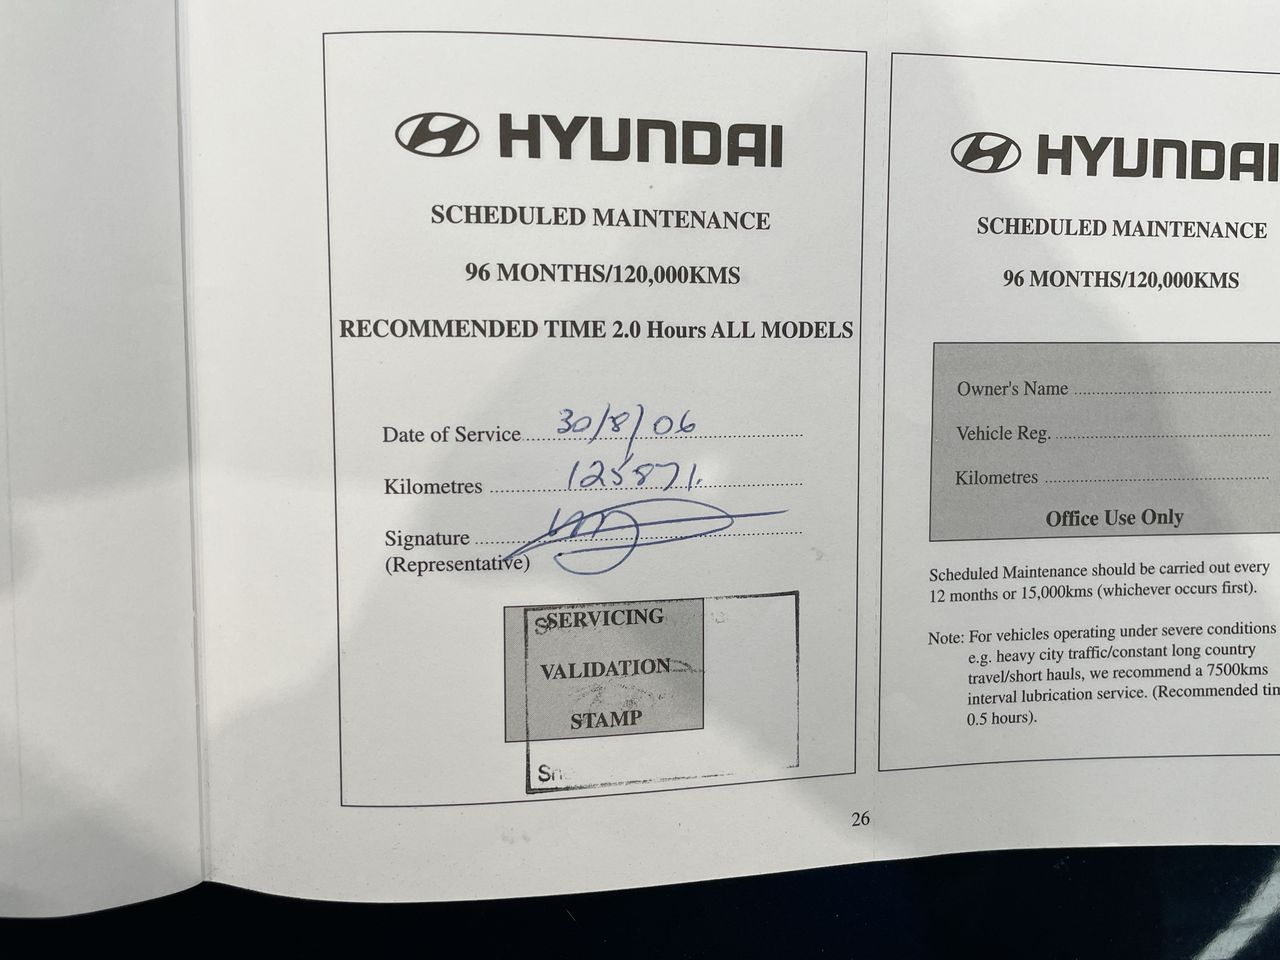 HYUNDAI
SCHEDULED MAINTENANCE
96 MONTHS/120,000KMS
RECOMMENDED TIME 2.0 Hours ALL MODELS
Date of Service 30/8/06
Kilometres 125871.
Signature
(Representative)
SERVICING
VALIDATION
STAMP
26
HYUNDAI
SCHEDULED MAINTENANCE
96 MONTHS/120,000KMS
Owner's Name
Vehicle Reg.
Kilometres
Office Use Only
Scheduled Maintenance should be carried out every
12 months or 15,000kms (whichever occurs first).
Note: For vehicles operating under severe conditions
e.g. heavy city traffic/constant long country
travel/short hauls, we recommend a 7500kms
interval lubrication service. (Recommended
0.5 hours).